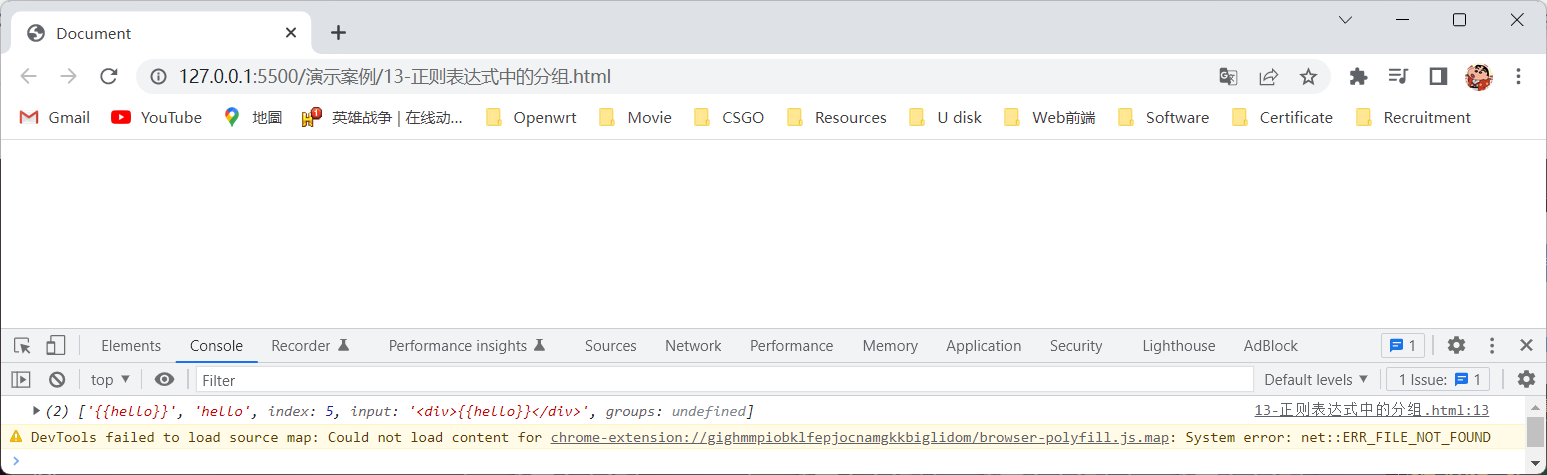 Document
127.0.0.1:5500/演示案例/13-正则表达式中的分组.html
Gmail YouTube 地圖 英雄战争 | 在线动... Openwrt Movie CSGO Resources U disk Web前端 Software Certificate Recruitment
Elements Console Recorder Performance insights Sources Network Performance Memory Application Security Lighthouse AdBlock 1
top Filter Default levels 1 Issue: 1
(2) ['{{hello}}', 'hello', index: 5, input: '<div>{{hello}}</div>', groups: undefined] 13-正则表达式中的分组.html:13
DevTools failed to load source map: Could not load content for chrome-extension://gighmmpiobklfepjocnamgkkbiglidom/browser-polyfill.js.map: System error: net::ERR_FILE_NOT_FOUND